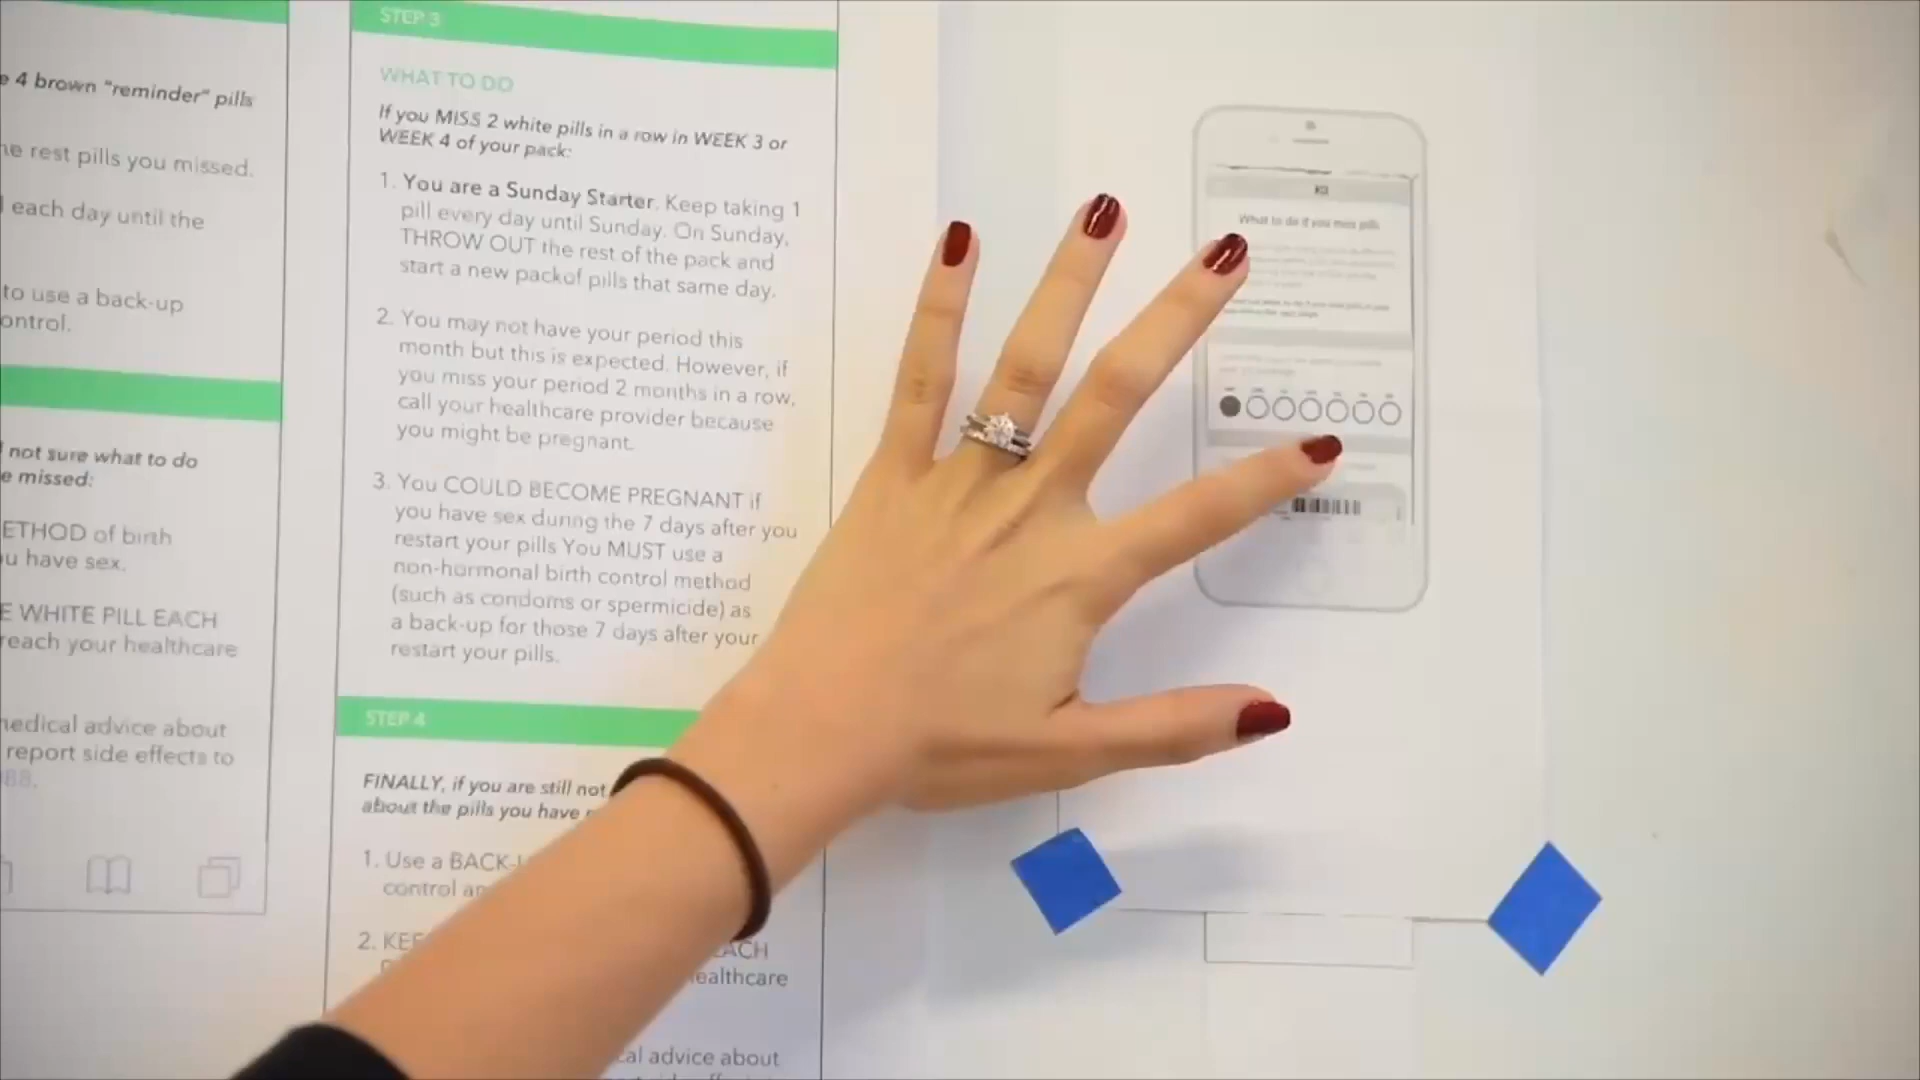 e 4 brown "reminder" pills
he rest pills you missed.
each day until the
to use a back-up
ontrol.
not sure what to do
e missed:
ETHOD of birth
u have sex.
E WHITE PILL EACH
reach your healthcare
nedical advice about
report side effects to
088.
STEP 3
WHAT TO DO
If you MISS 2 white pills in a row in WEEK 3 or
WEEK 4 of your pack:
1. You are a Sunday Starter. Keep taking 1
pill every day until Sunday. On Sunday,
THROW OUT the rest of the pack and
start a new packof pills that same day.
2. You may not have your period this
month but this is expected. However, if
you miss your period 2 months in a row,
call your healthcare provider because
you might be pregnant.
3. You COULD BECOME PREGNANT if
you have sex during the 7 days after you
restart your pills You MUST use a
non-hormonal birth control method
(such as condoms or spermicide) as
a back-up for those 7 days after your
restart your pills.
STEP 4
FINALLY, if you are still not
about the pills you have
1. Use a BACK-
control an
2. KEE
ACH
ealthcare
cal advice about
What to do if you miss pills